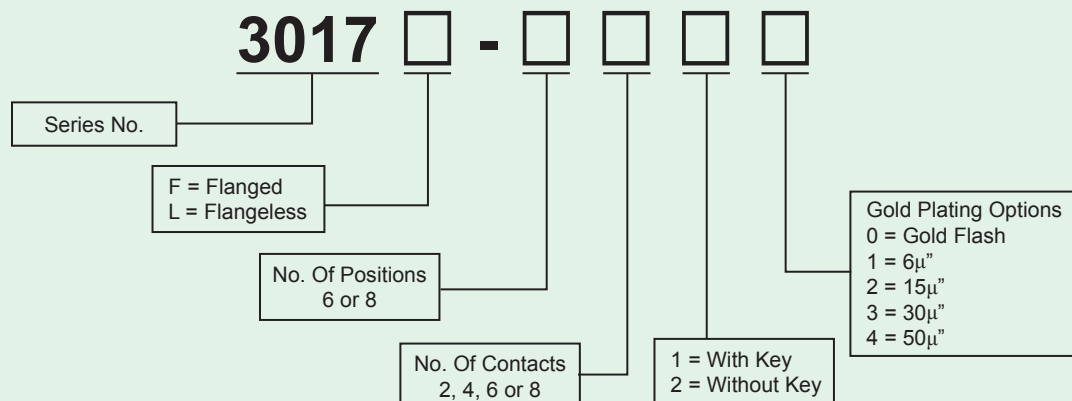 3017 □ - □ □ □ □
Series No.
F = Flanged
L = Flangeless
No. Of Positions
6 or 8
No. Of Contacts
2, 4, 6 or 8
1 = With Key
2 = Without Key
Gold Plating Options
0 = Gold Flash
1 = 6μ”
2 = 15μ”
3 = 30μ”
4 = 50μ”